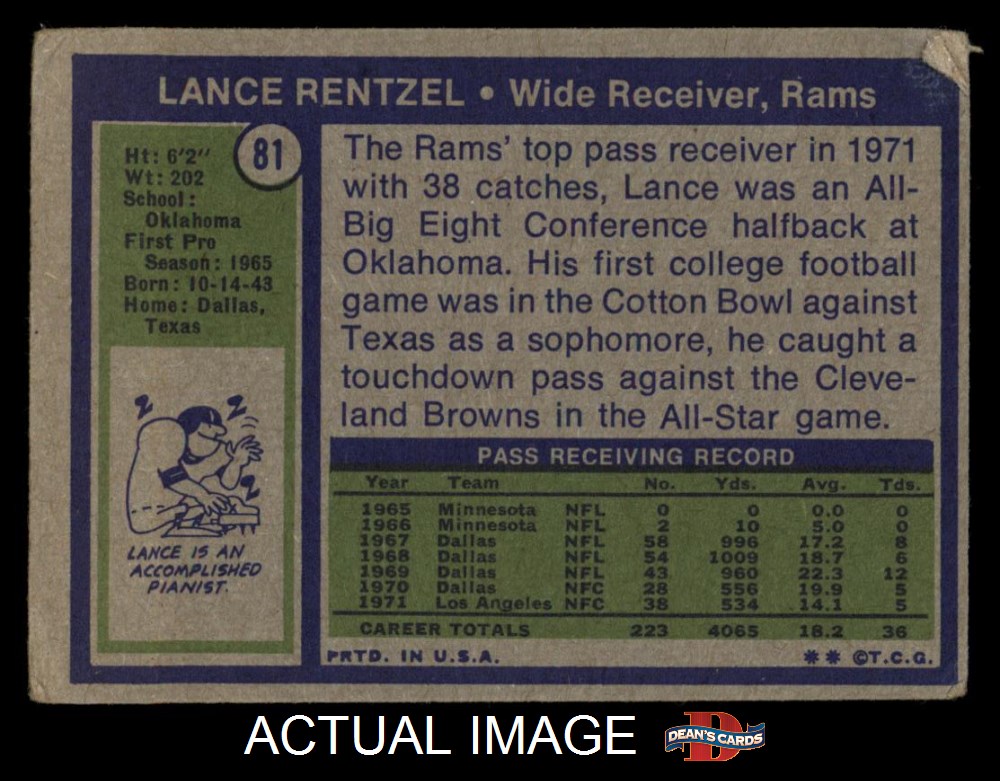 LANCE RENTZEL • Wide Receiver, Rams
81
Ht: 6'2"
Wt: 202
School:
Oklahoma
First Pro
Season: 1965
Born: 10-14-43
Home: Dallas,
Texas
LANCE IS AN
ACCOMPLISHED
PIANIST.
The Rams' top pass receiver in 1971
with 38 catches, Lance was an All-
Big Eight Conference halfback at
Oklahoma. His first college football
game was in the Cotton Bowl against
Texas as a sophomore, he caught a
touchdown pass against the Cleve-
land Browns in the All-Star game.
PASS RECEIVING RECORD
Year Team No. Yds. Avg. Tds.
1965 Minnesota NFL 0 0 0.0 0
1966 Minnesota NFL 2 10 5.0 0
1967 Dallas NFL 58 996 17.2 8
1968 Dallas NFL 54 1009 18.7 6
1969 Dallas NFL 43 960 22.3 12
1970 Dallas NFC 28 556 19.9 5
1971 Los Angeles NFC 38 534 14.1 5
CAREER TOTALS 223 4065 18.2 36
PRTD. IN U.S.A. ** ©T.C.G.
ACTUAL IMAGE
DEAN'S CARDS